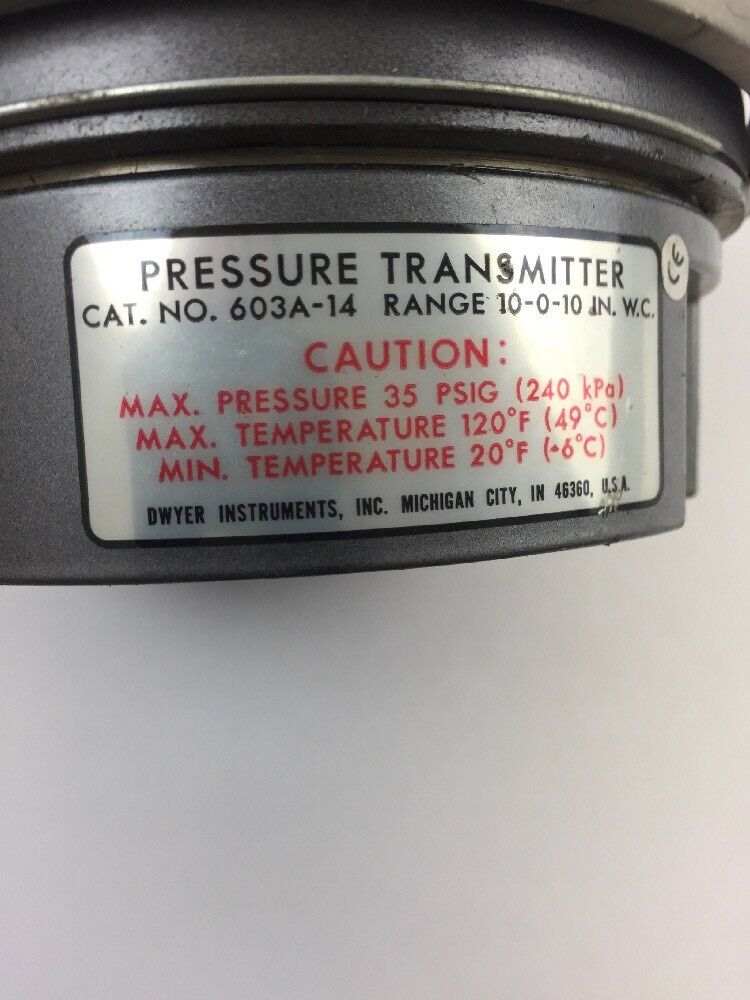 PRESSURE TRANSMITTER
CAT. NO. 603A-14 RANGE 10-0-10 IN. W.C.
CAUTION:
MAX. PRESSURE 35 PSIG (240 kPa)
MAX. TEMPERATURE 120°F (49°C)
MIN. TEMPERATURE 20°F (-6°C)
DWYER INSTRUMENTS, INC. MICHIGAN CITY, IN 46360, U.S.A.
CE